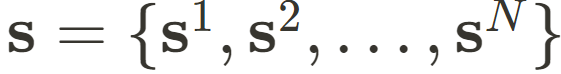 s = {s¹, s², . . . , sᴺ}